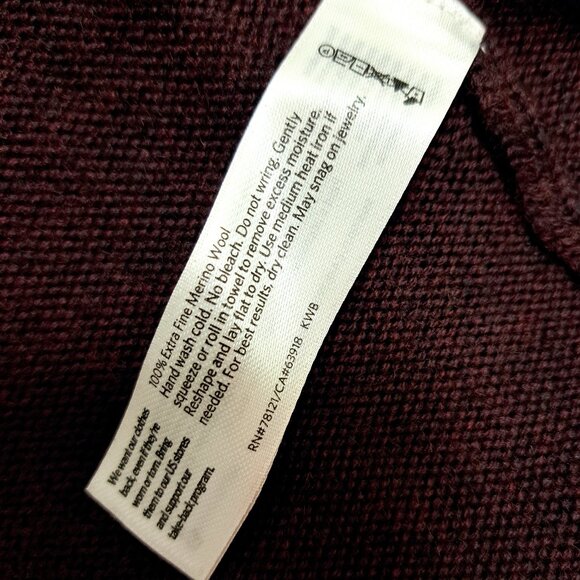 100% Extra Fine Merino Wool
Hand wash cold. No bleach. Do not wring. Gently
squeeze or roll in towel to remove excess moisture.
Reshape and lay flat to dry. Use medium heat iron if
needed. For best results, dry clean. May snag on jewelry.
RN#78121/CA#63918 KWB
We want our clothes
back, even if they're
worn or torn. Bring
them to our US stores
and support our
take-back program.